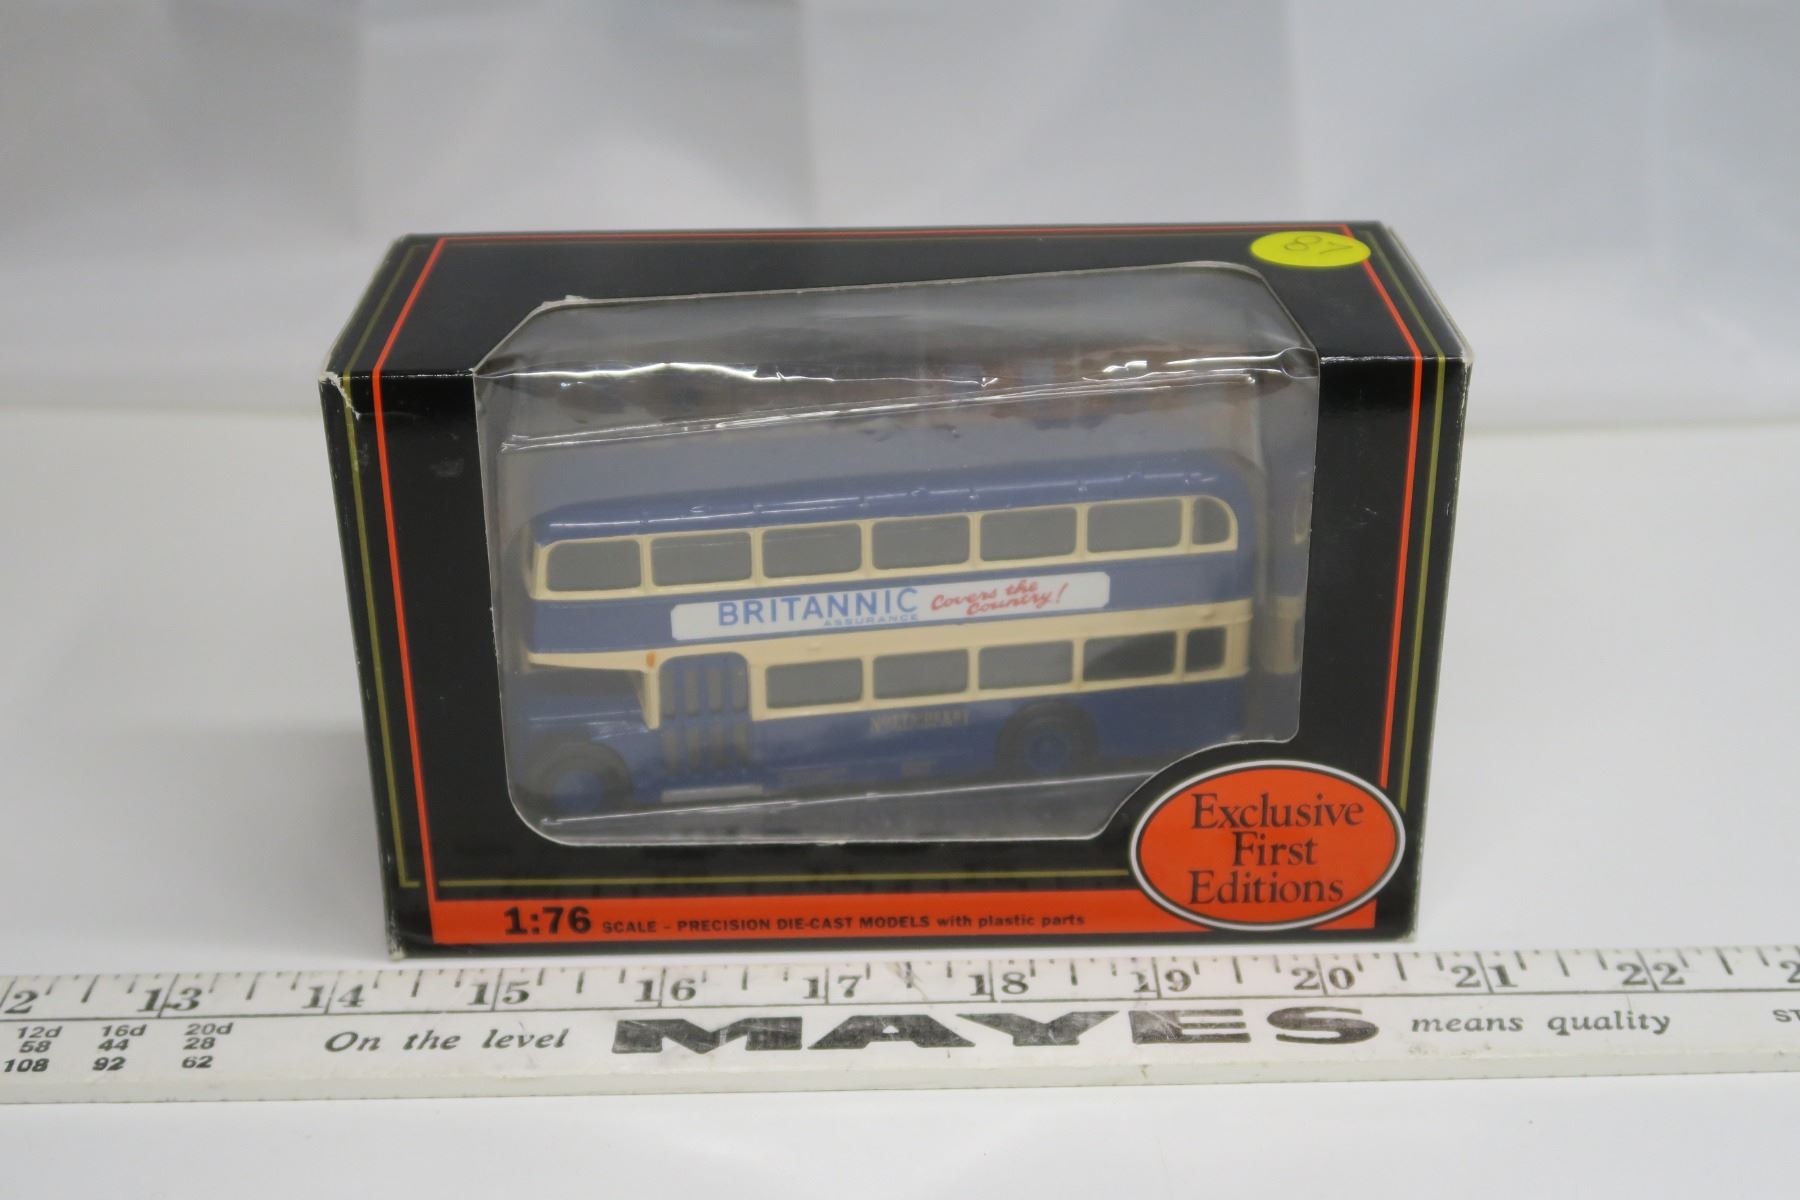 87
BRITANNIC
ASSURANCE
Covers the
Country!
Exclusive
First
Editions
1:76 SCALE - PRECISION DIE-CAST MODELS with plastic parts
2 13 14 15 16 17 18 19 20 21 22 2
12d 16d 20d
58 44 28
108 92 62
On the level MAYES means quality